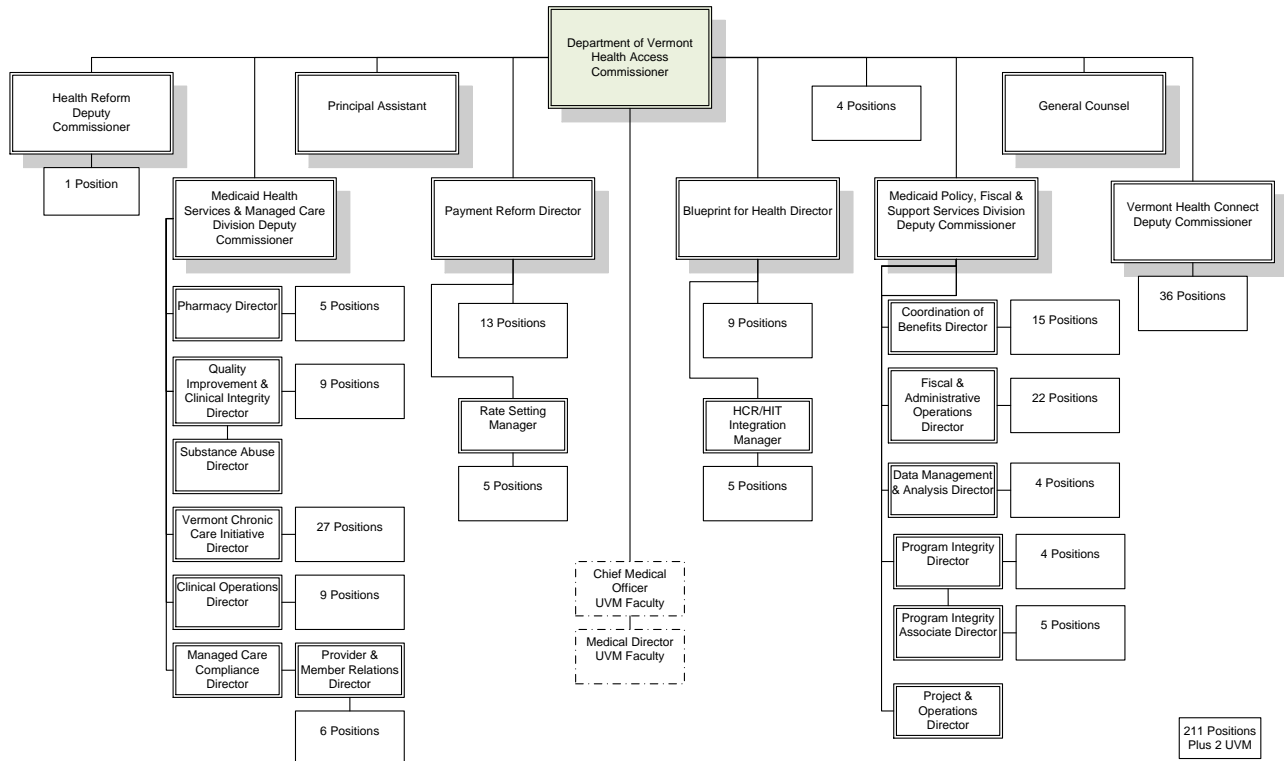 Department of Vermont
Health Access
Commissioner
Health Reform
Deputy
Commissioner
Principal Assistant
4 Positions
General Counsel
1 Position
Medicaid Health
Services & Managed Care
Division Deputy
Commissioner
Payment Reform Director
Blueprint for Health Director
Medicaid Policy, Fiscal &
Support Services Division
Deputy Commissioner
Vermont Health Connect
Deputy Commissioner
36 Positions
Pharmacy Director
5 Positions
Quality
Improvement &
Clinical Integrity
Director
9 Positions
Substance Abuse
Director
Vermont Chronic
Care Initiative
Director
27 Positions
Clinical Operations
Director
9 Positions
Managed Care
Compliance
Director
Provider &
Member Relations
Director
6 Positions
13 Positions
Rate Setting
Manager
5 Positions
9 Positions
HCR/HIT
Integration
Manager
5 Positions
Chief Medical
Officer
UVM Faculty
Medical Director
UVM Faculty
Coordination of
Benefits Director
15 Positions
Fiscal &
Administrative
Operations
Director
22 Positions
Data Management
& Analysis Director
4 Positions
Program Integrity
Director
4 Positions
Program Integrity
Associate Director
5 Positions
Project &
Operations
Director
211 Positions
Plus 2 UVM